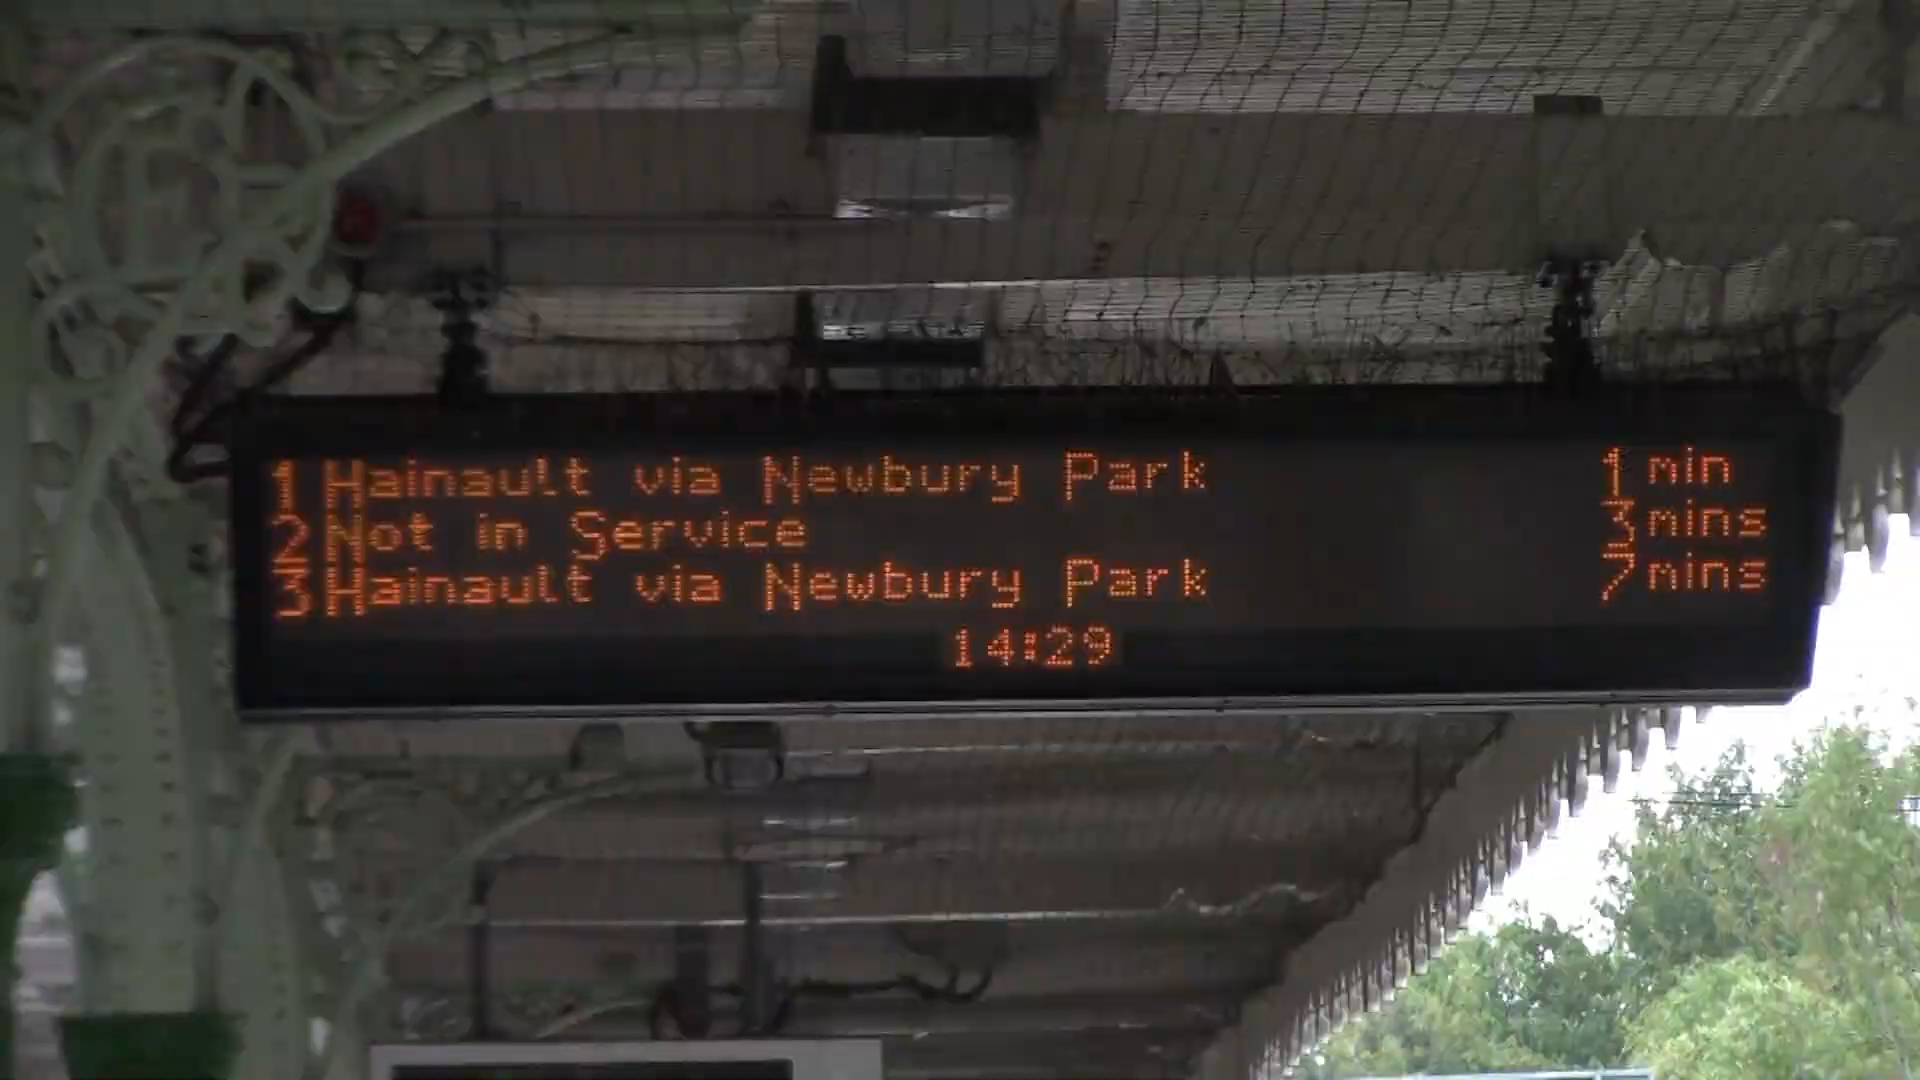 1 Hainault via Newbury Park 1 min
2 Not in Service 3 mins
3 Hainault via Newbury Park 7 mins
14:29